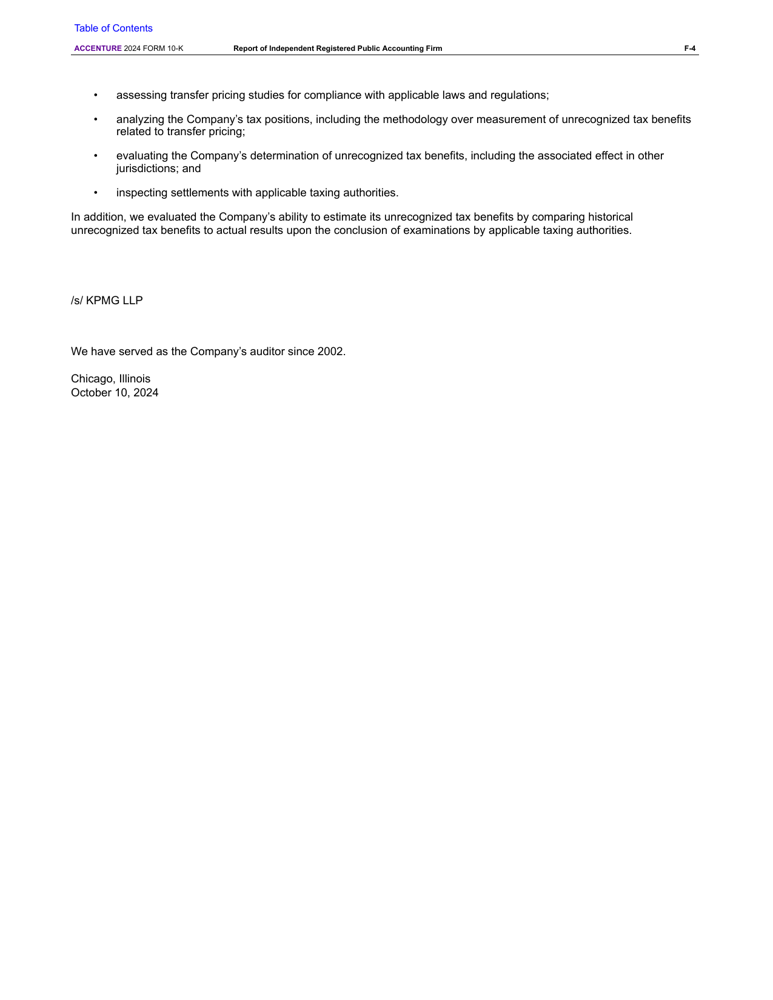 Table of Contents
ACCENTURE 2024 FORM 10-K Report of Independent Registered Public Accounting Firm F-4
• assessing transfer pricing studies for compliance with applicable laws and regulations;
• analyzing the Company's tax positions, including the methodology over measurement of unrecognized tax benefits
related to transfer pricing;
• evaluating the Company's determination of unrecognized tax benefits, including the associated effect in other
jurisdictions; and
• inspecting settlements with applicable taxing authorities.
In addition, we evaluated the Company's ability to estimate its unrecognized tax benefits by comparing historical
unrecognized tax benefits to actual results upon the conclusion of examinations by applicable taxing authorities.
/s/ KPMG LLP
We have served as the Company's auditor since 2002.
Chicago, Illinois
October 10, 2024